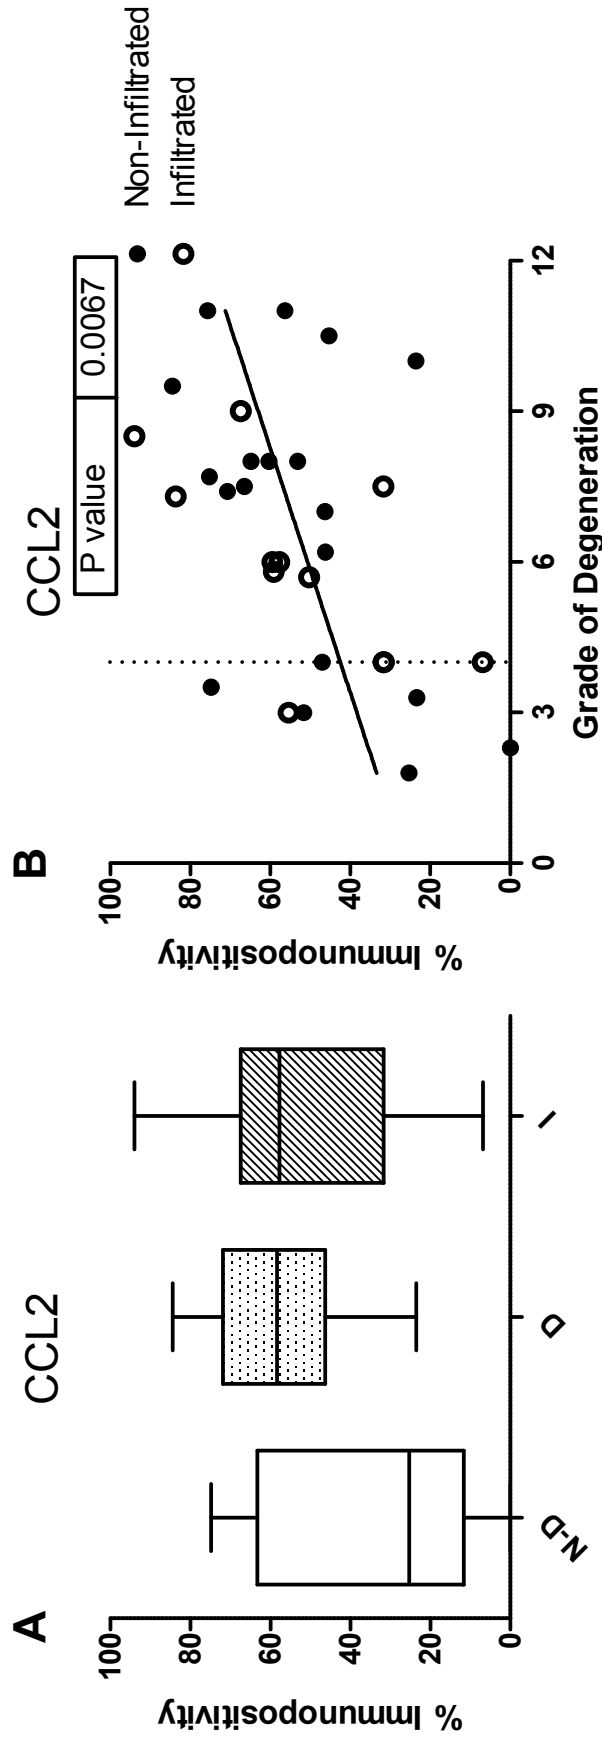 A
CCL2
% Immunopositivity
100
80
60
40
20
0
N-D
D
I
B
CCL2
P value 0.0067
Non-Infiltrated
Infiltrated
% Immunopositivity
100
80
60
40
20
0
0 3 6 9 12
Grade of Degeneration